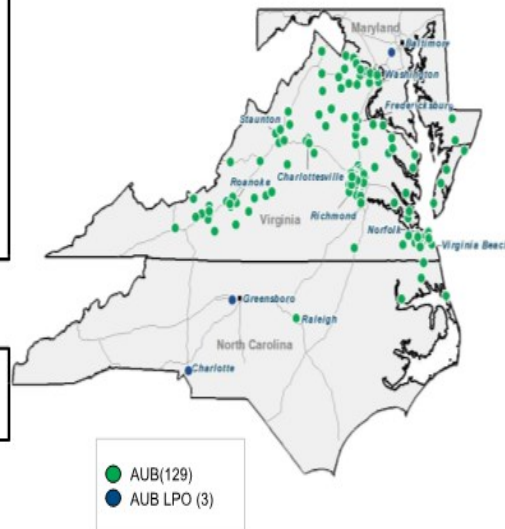 Maryland
Baltimore
Washington
Fredericksburg
Staunton
Charlottesville
Roanoke
Richmond
Virginia
Norfolk
Virginia Beach
Greensboro
Raleigh
North Carolina
Charlotte
AUB(129)
AUB LPO (3)